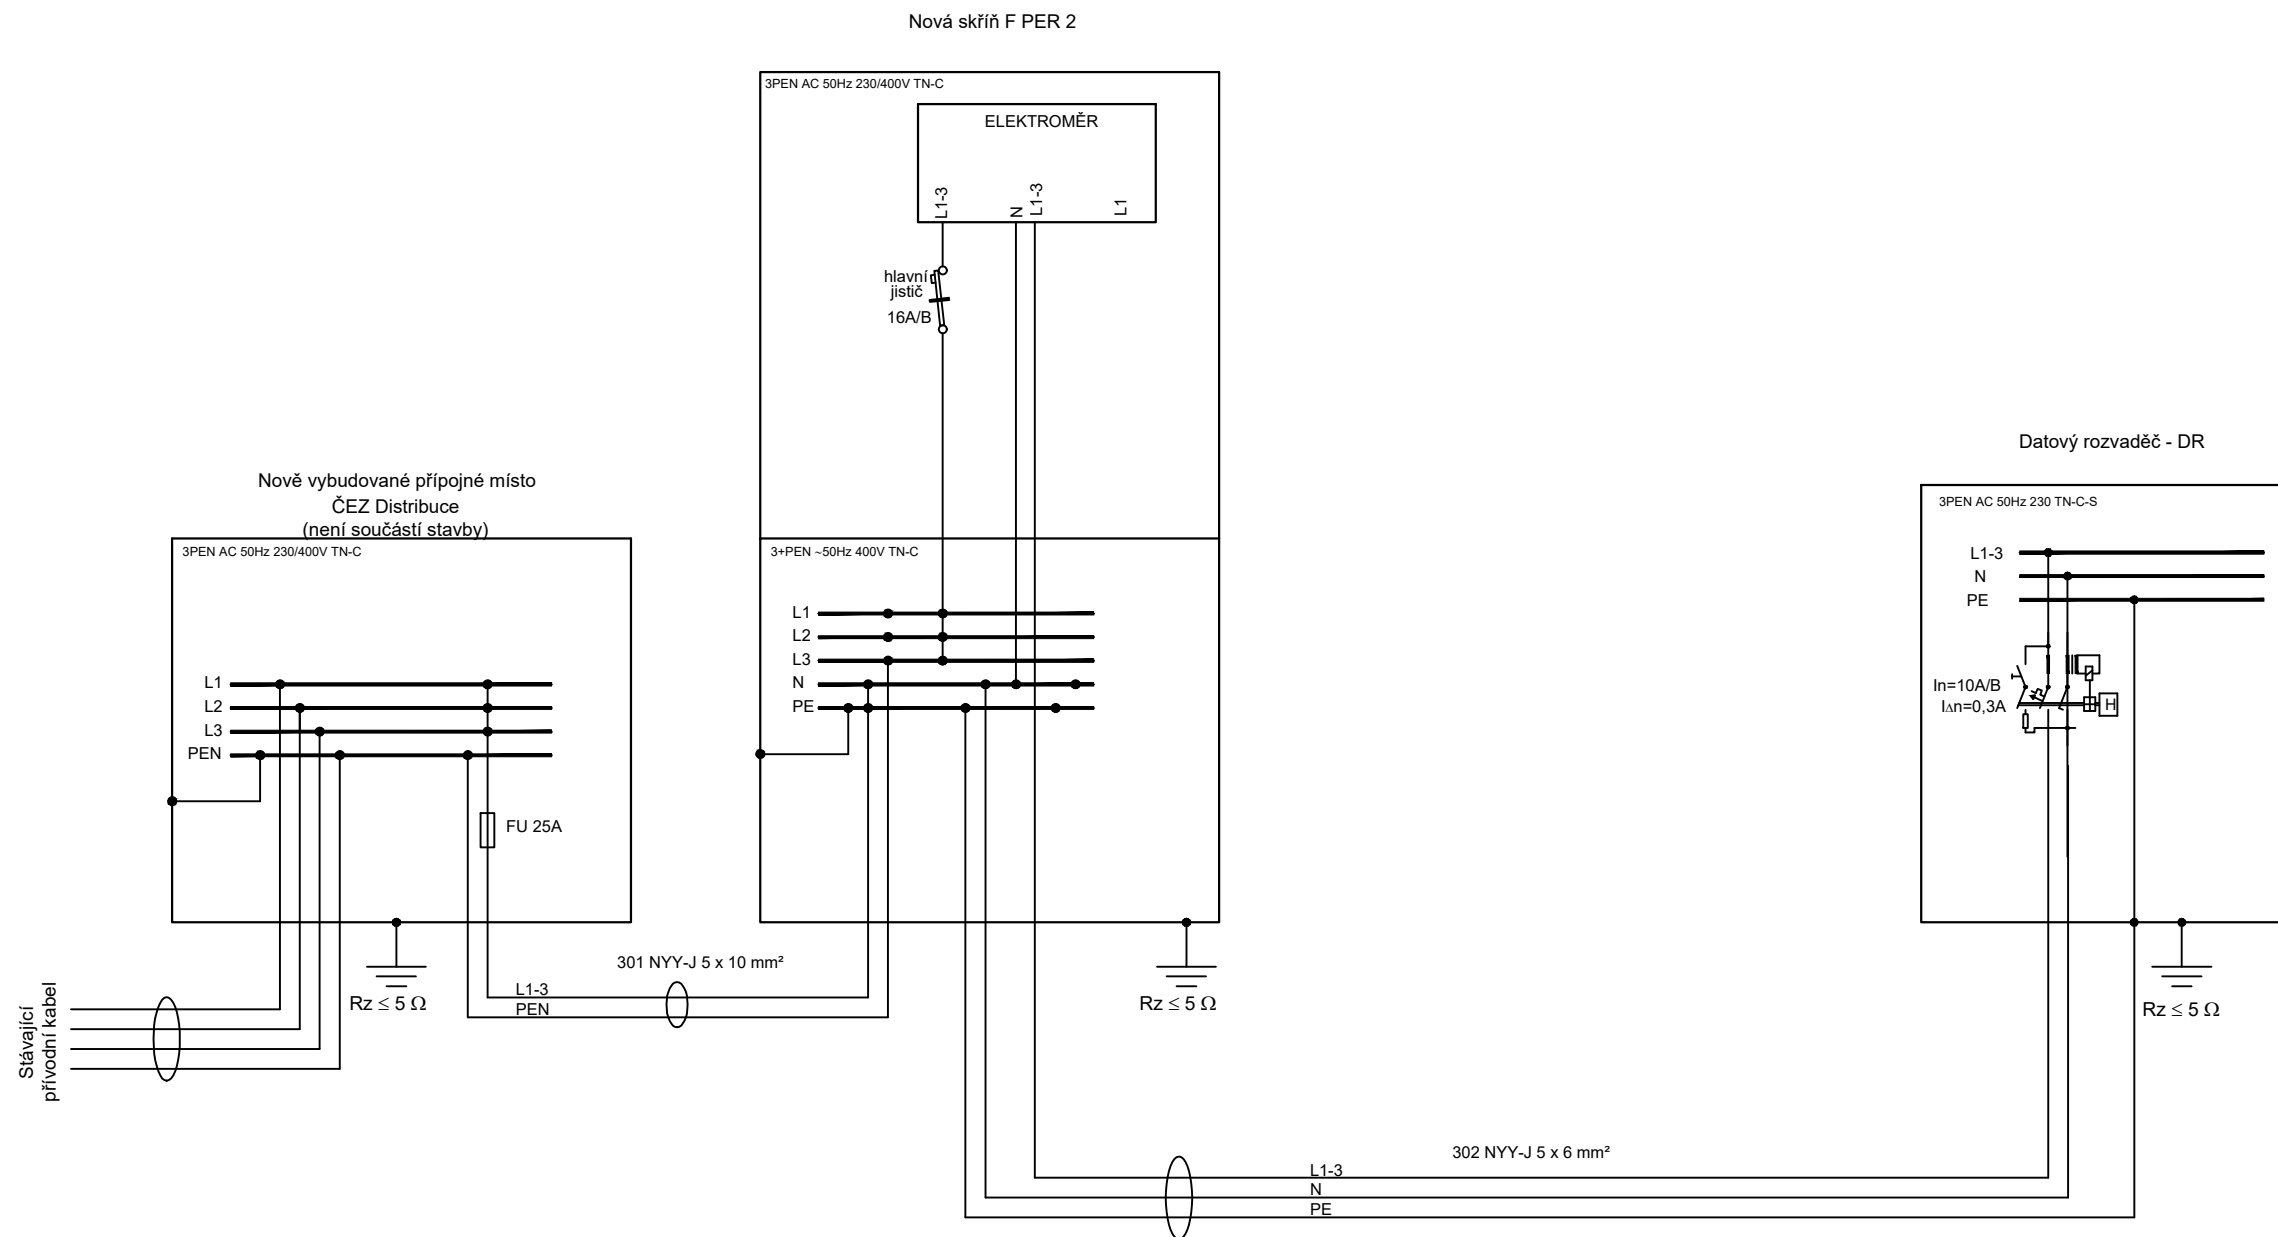 Nová skříň F PER 2
3PEN AC 50Hz 230/400V TN-C
ELEKTROMĚR
L1-3
N
L1-3
L1
hlavní
jistič
16A/B
Nově vybudované přípojné místo
ČEZ Distribuce
(není součástí stavby)
3PEN AC 50Hz 230/400V TN-C
L1
L2
L3
PEN
FU 25A
Rz ≤ 5 Ω
3+PEN ~50Hz 400V TN-C
L1
L2
L3
N
PE
Rz ≤ 5 Ω
Datový rozvaděč - DR
3PEN AC 50Hz 230 TN-C-S
L1-3
N
PE
In=10A/B
I∆n=0,3A
H
Rz ≤ 5 Ω
301 NYY-J 5 x 10 mm²
L1-3
PEN
Stávající
přívodní kabel
302 NYY-J 5 x 6 mm²
L1-3
N
PE